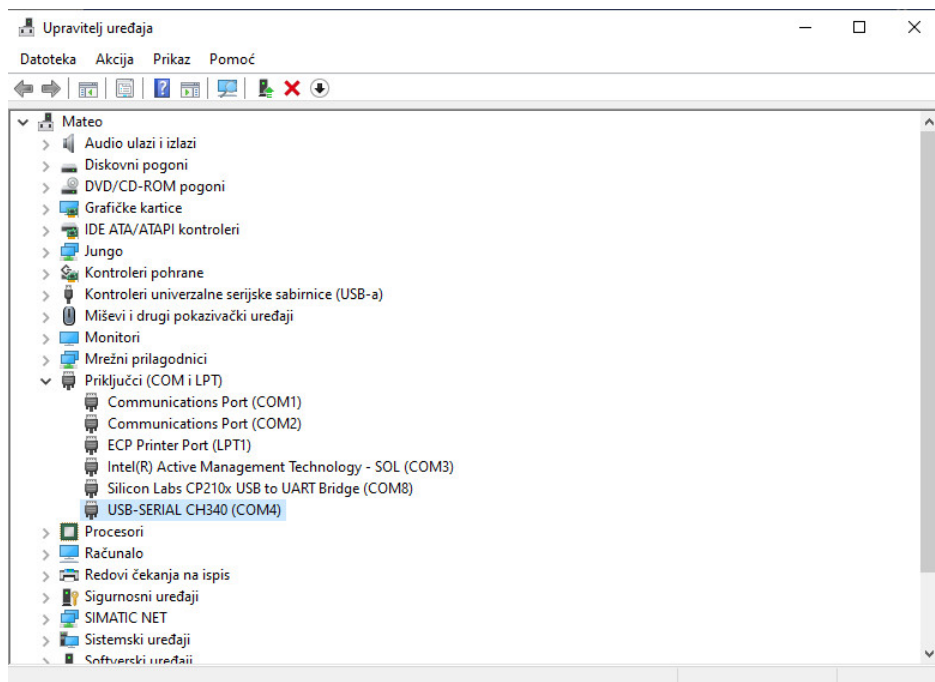 Upravitelj uređaja
Datoteka Akcija Prikaz Pomoć
Mateo
Audio ulazi i izlazi
Diskovni pogoni
DVD/CD-ROM pogoni
Grafičke kartice
IDE ATA/ATAPI kontroleri
Jungo
Kontroleri pohrane
Kontroleri univerzalne serijske sabirnice (USB-a)
Miševi i drugi pokazivački uređaji
Monitori
Mrežni prilagodnici
Priključci (COM i LPT)
Communications Port (COM1)
Communications Port (COM2)
ECP Printer Port (LPT1)
Intel(R) Active Management Technology - SOL (COM3)
Silicon Labs CP210x USB to UART Bridge (COM8)
USB-SERIAL CH340 (COM4)
Procesori
Računalo
Redovi čekanja na ispis
Sigurnosni uređaji
SIMATIC NET
Sistemski uređaji
Softverski uređaji